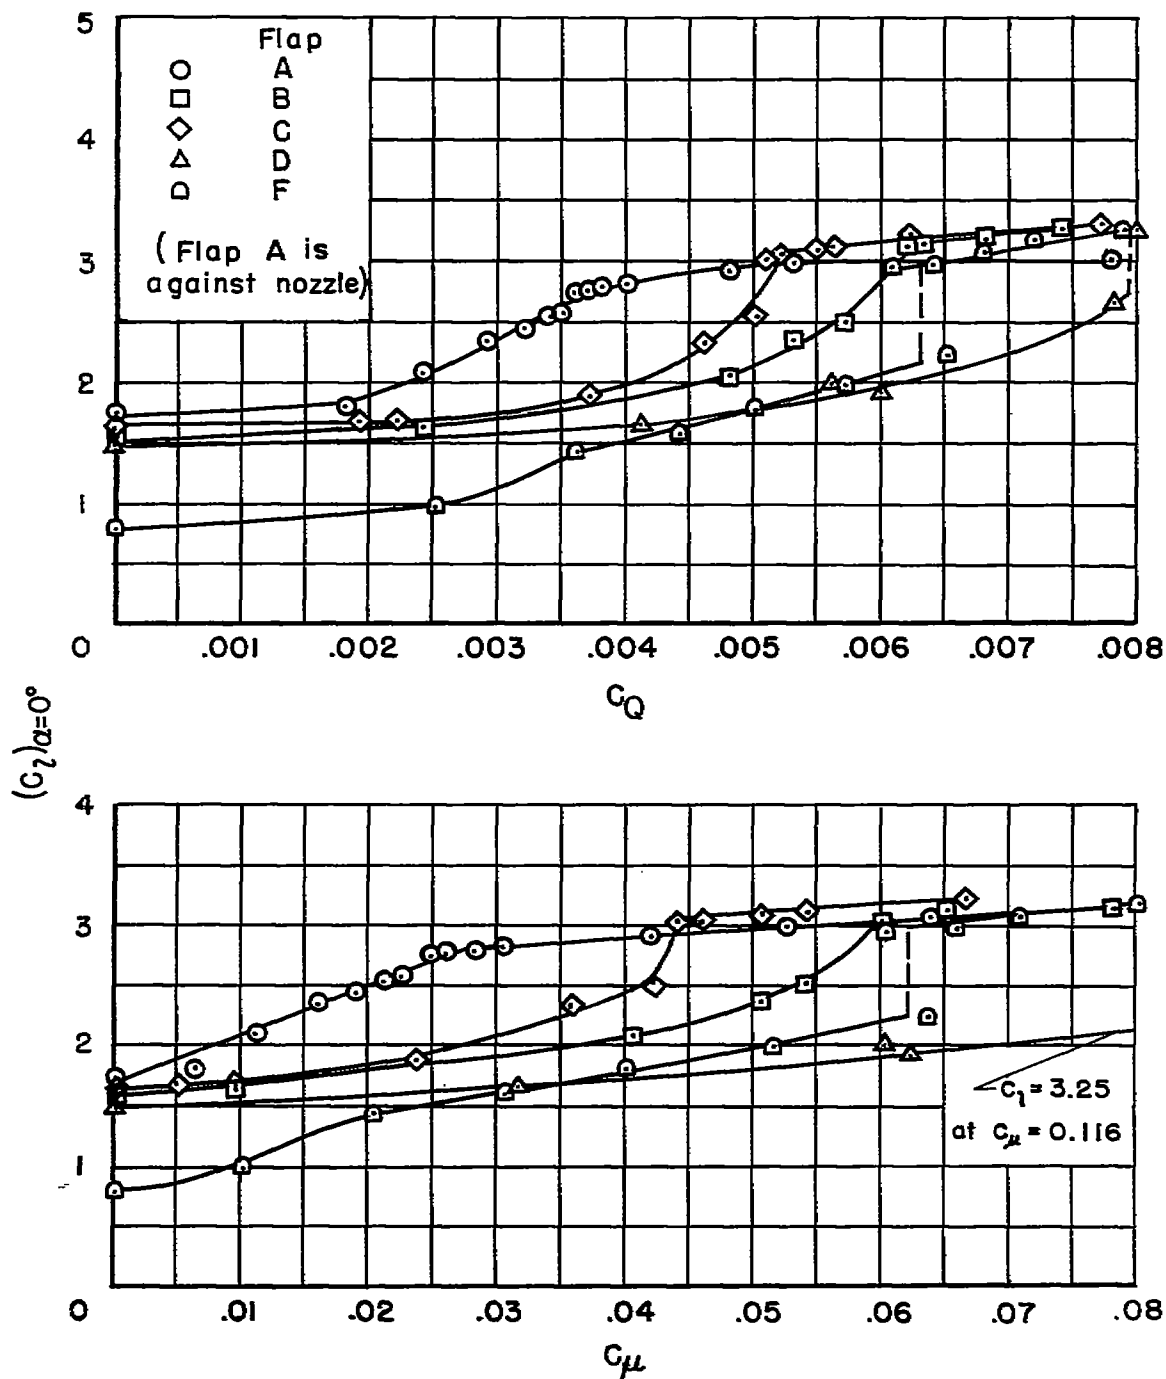 5
4
3
2
1
0
Flap
A
B
C
D
F
(Flap A is
against nozzle)
.001 .002 .003 .004 .005 .006 .007 .008
C_Q
(C_l)α=0°
4
3
2
1
0
C_l = 3.25
at C_μ = 0.116
.01 .02 .03 .04 .05 .06 .07 .08
C_μ